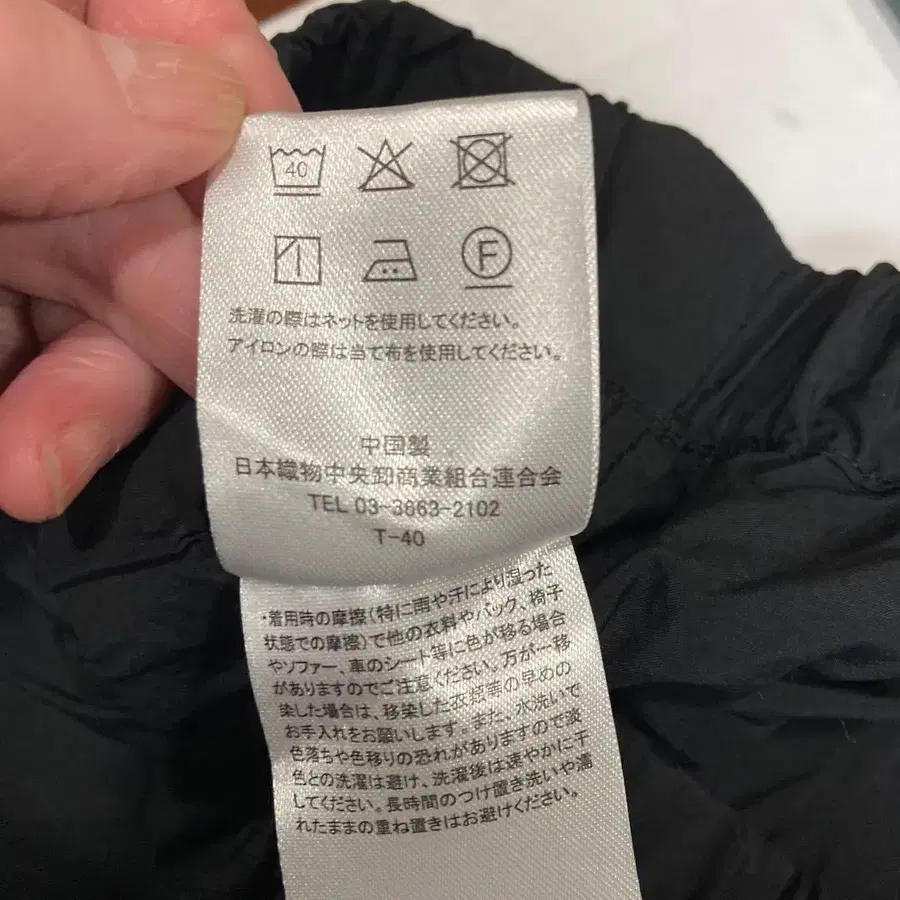 40
F
洗濯の際はネットを使用してください。
アイロンの際は当て布を使用してください。
中国製
日本織物中央卸商業組合連合会
TEL 03-3863-2102
T-40
・着用時の摩擦(特に雨や汗により湿った
状態での摩擦)で他の衣料やバック、椅子
やソファー、車のシート等に色が移る場合
がありますのでご注意ください。万が一移
染した場合は、移染した衣類等の早めの
お手入れをお願いします。また、水洗いで
色落ちや色移りの恐れがありますので淡
色との洗濯は避け、洗濯後は速やかに干
してください。長時間のつけ置き洗いや濡
れたままの重ね置きはお避けください。